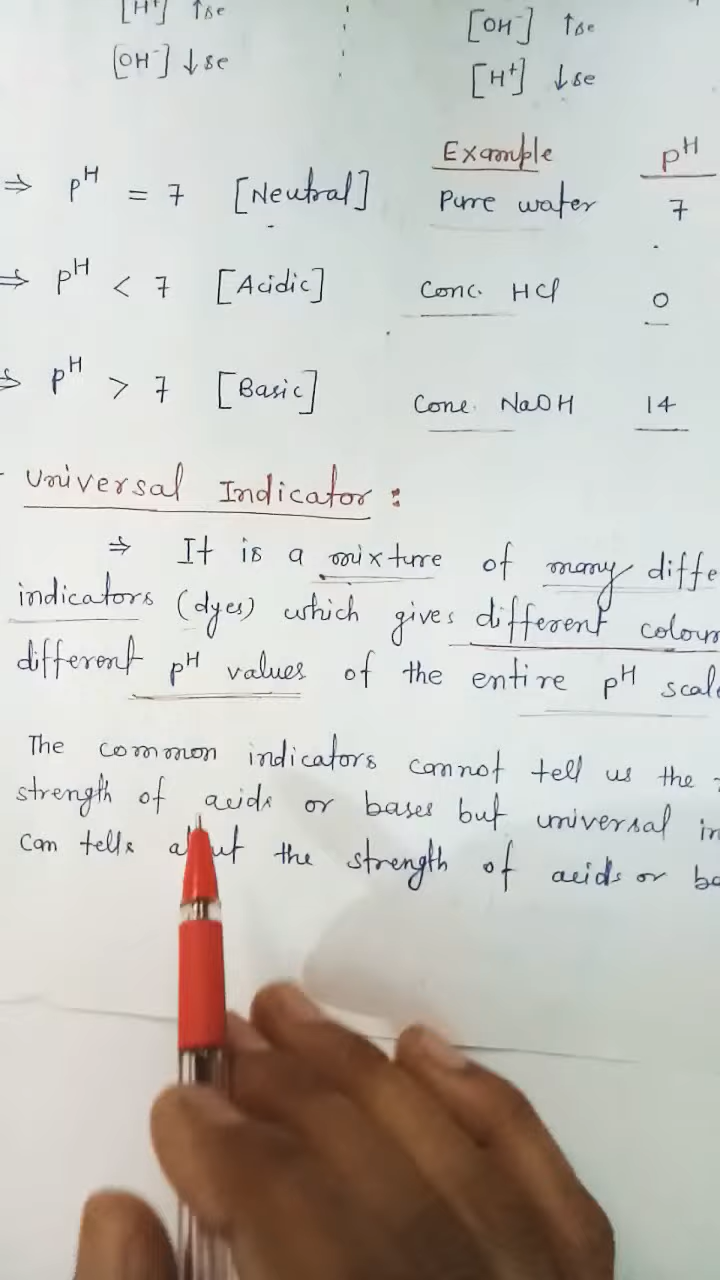 [H⁺] ↑se
[OH⁻] ↑se
[OH⁻] ↓se
[H⁺] ↓se
Example pH
⇒ pH = 7 [Neutral] Pure water 7
⇒ pH < 7 [Acidic] Conc. HCl 0
⇒ pH > 7 [Basic] Conc. NaOH 14
Universal Indicator :
⇒ It is a mixture of many diffe
indicators (dyes) which gives different colour
different pH values of the entire pH scale
The common indicators cannot tell us the
strength of acids or bases but universal in
can tells about the strength of acids or ba